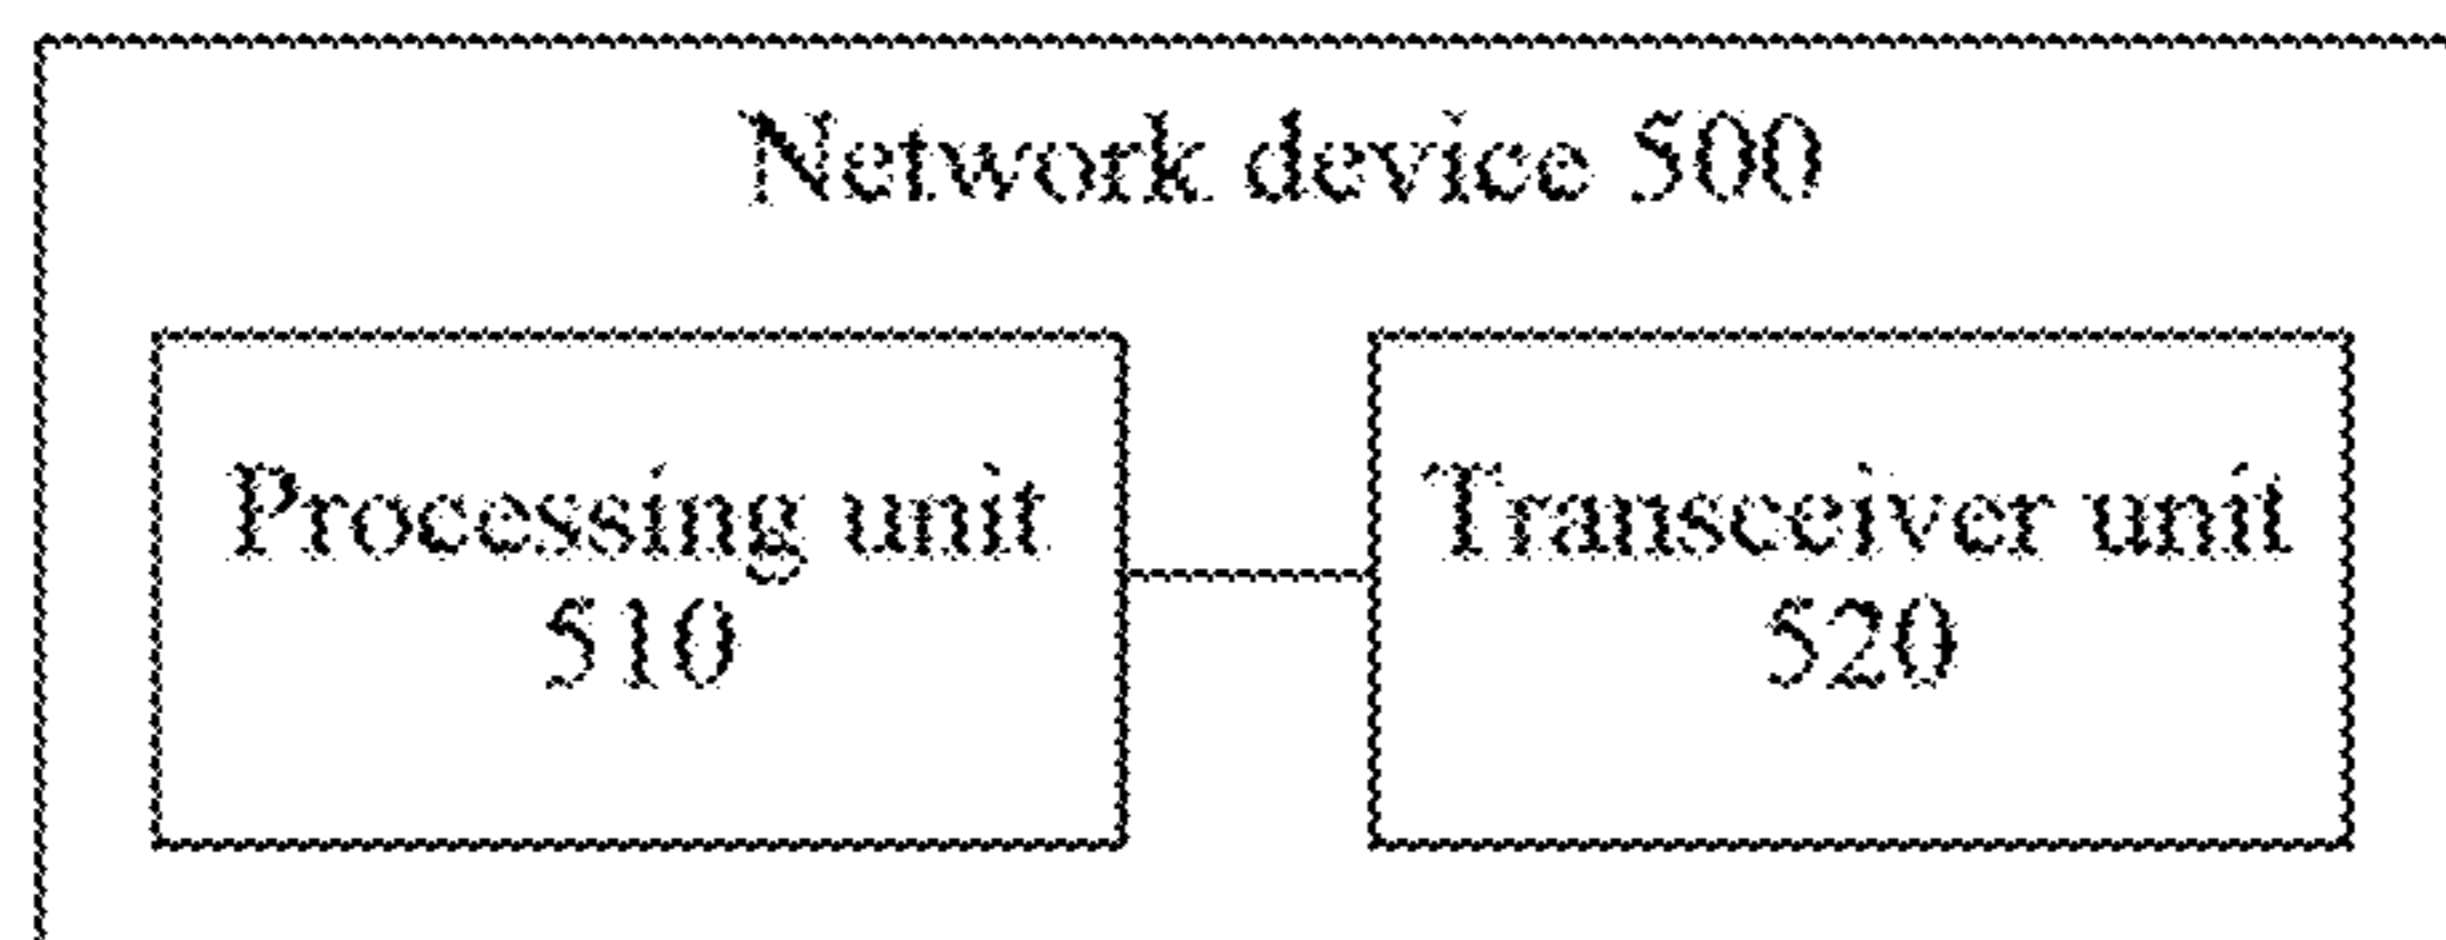 Network device 500
Processing unit
510
Transceiver unit
520